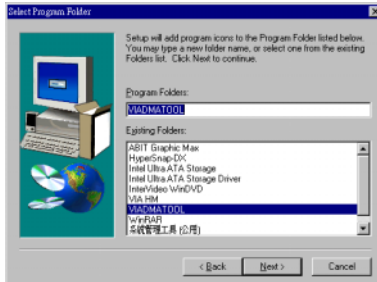 Select Program Folder
Setup will add program icons to the Program Folder listed below.
You may type a new folder name, or select one from the existing
Folders list. Click Next to continue.
Program Folders:
VIADMATOOL
Existing Folders:
ABIT Graphic Max
HyperSnap-DX
Intel Ultra ATA Storage
Intel Ultra ATA Storage Driver
InterVideo WinDVD
VIA HM
VIADMATOOL
WinRAR
系統管理工具 (公用)
< Back
Next >
Cancel